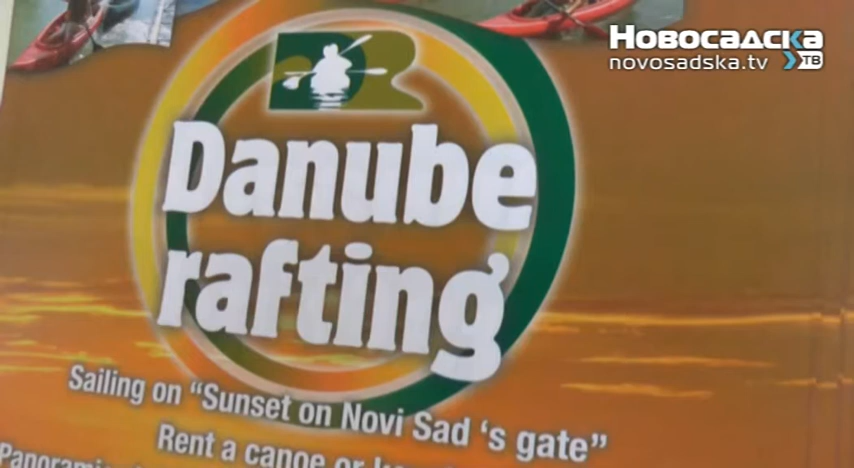 Новосадска
novosadska.tv ТВ
DR
Danube
rafting
Sailing on “Sunset on Novi Sad ‘s gate”
Rent a canoe or